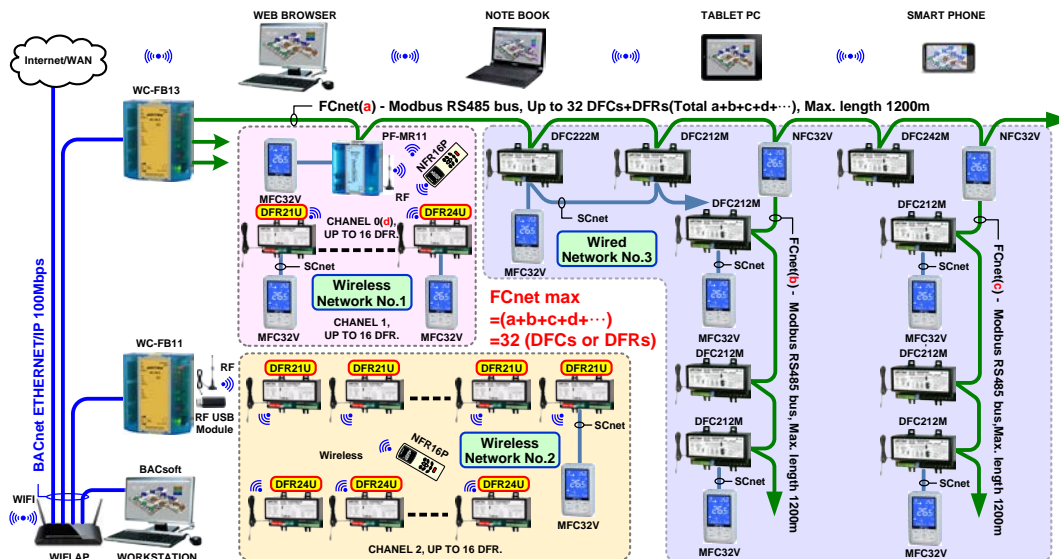 WEB BROWSER
NOTE BOOK
TABLET PC
SMART PHONE
Internet/WAN
WC-FB13
FCnet(a) - Modbus RS485 bus, Up to 32 DFCs+DFRs(Total a+b+c+d+···), Max. length 1200m
PF-MR11
NFR16P
RF
MFC32V
DFR21U
DFR24U
CHANEL 0(d),
UP TO 16 DFR.
SCnet
Wireless
Network No.1
MFC32V
CHANEL 1,
UP TO 16 DFR.
MFC32V
DFC222M
DFC212M
NFC32V
DFC242M
NFC32V
SCnet
MFC32V
Wired
Network No.3
DFC212M
SCnet
MFC32V
DFC212M
DFC212M
MFC32V
FCnet(b) - Modbus RS485 bus,Max. length 1200m
DFC212M
SCnet
MFC32V
DFC212M
DFC212M
MFC32V
FCnet(c) - Modbus RS485 bus,Max. length 1200m
FCnet max
=(a+b+c+d+···)
=32 (DFCs or DFRs)
BACnet ETHERNET/IP 100Mbps
WC-FB11
RF
RF USB
Module
DFR21U
DFR21U
DFR21U
DFR21U
SCnet
Wireless
NFR16P
Wireless
Network No.2
DFR24U
DFR24U
DFR24U
MFC32V
CHANEL 2, UP TO 16 DFR.
BACsoft
WIFI
WIFI AP
WORKSTATION